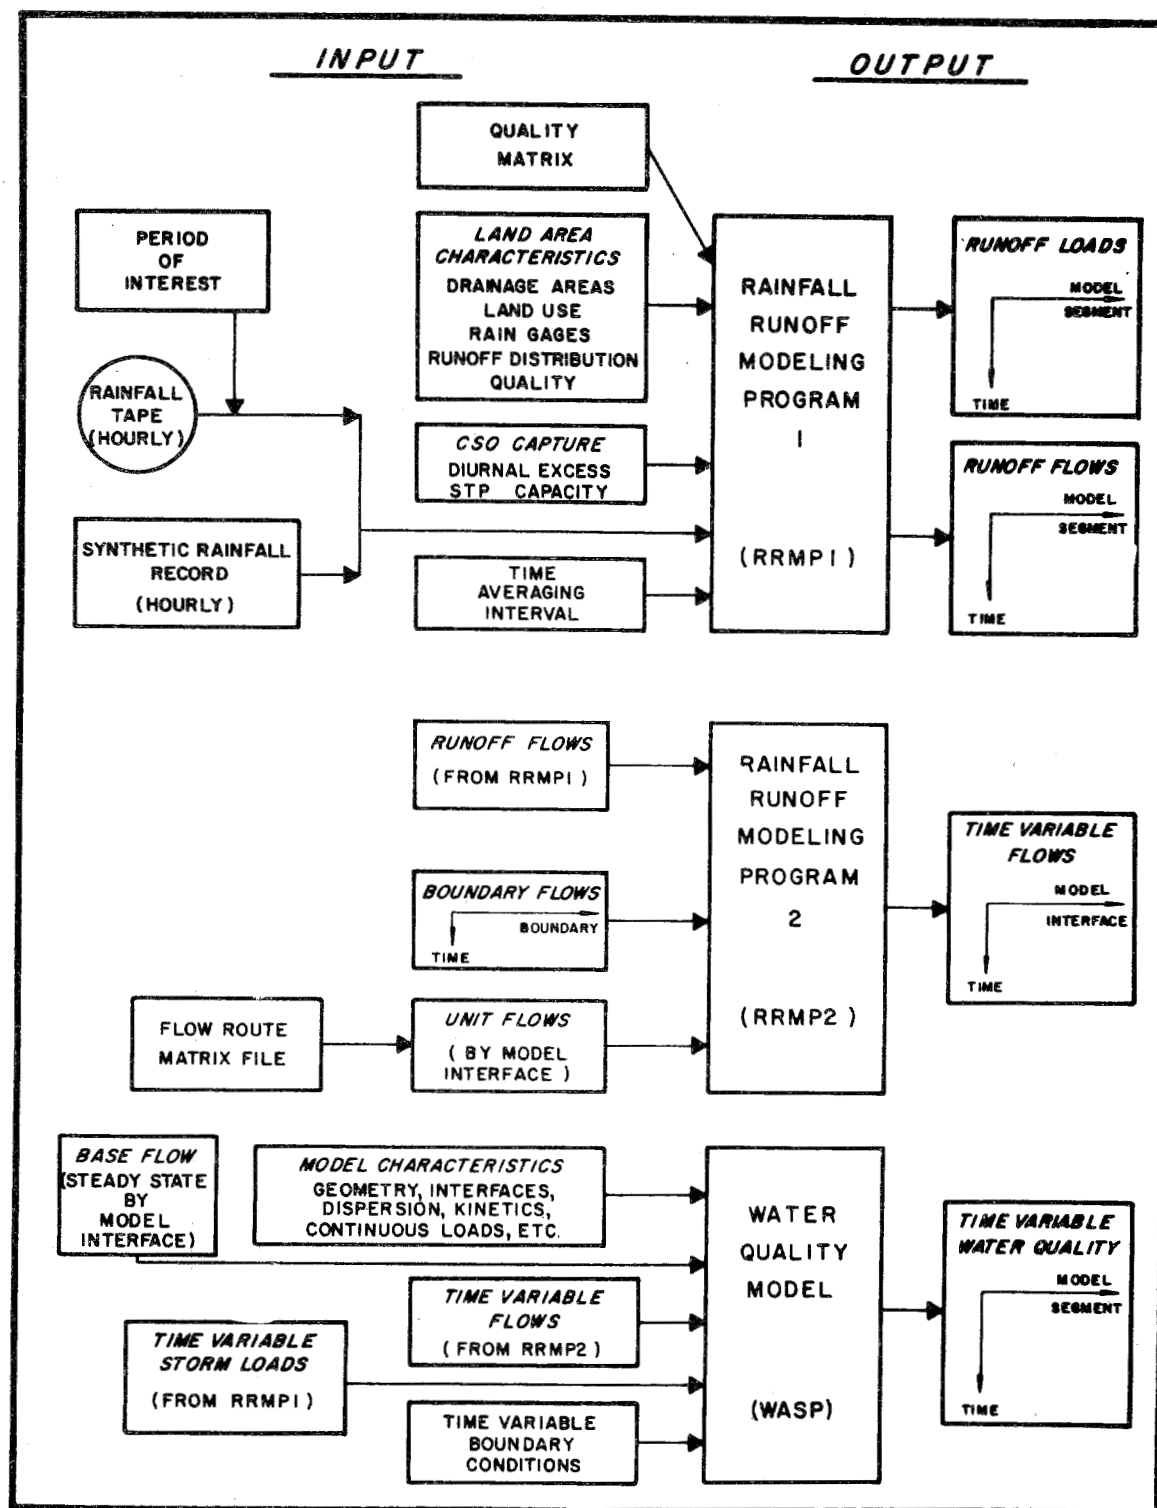 INPUT
OUTPUT
QUALITY
MATRIX
PERIOD
OF
INTEREST
LAND AREA
CHARACTERISTICS
DRAINAGE AREAS
LAND USE
RAIN GAGES
RUNOFF DISTRIBUTION
QUALITY
RAINFALL
TAPE
(HOURLY)
CSO CAPTURE
DIURNAL EXCESS
STP CAPACITY
SYNTHETIC RAINFALL
RECORD
(HOURLY)
TIME
AVERAGING
INTERVAL
RAINFALL
RUNOFF
MODELING
PROGRAM
1
(RRMP1)
RUNOFF LOADS
MODEL
SEGMENT
TIME
RUNOFF FLOWS
MODEL
SEGMENT
TIME
RUNOFF FLOWS
(FROM RRMP1)
BOUNDARY FLOWS
BOUNDARY
TIME
FLOW ROUTE
MATRIX FILE
UNIT FLOWS
(BY MODEL
INTERFACE)
RAINFALL
RUNOFF
MODELING
PROGRAM
2
(RRMP2)
TIME VARIABLE
FLOWS
MODEL
INTERFACE
TIME
BASE FLOW
(STEADY STATE
BY
MODEL
INTERFACE)
MODEL CHARACTERISTICS
GEOMETRY, INTERFACES,
DISPERSION, KINETICS,
CONTINUOUS LOADS, ETC.
TIME VARIABLE
FLOWS
(FROM RRMP2)
TIME VARIABLE
STORM LOADS
(FROM RRMP1)
TIME VARIABLE
BOUNDARY
CONDITIONS
WATER
QUALITY
MODEL
(WASP)
TIME VARIABLE
WATER QUALITY
MODEL
SEGMENT
TIME